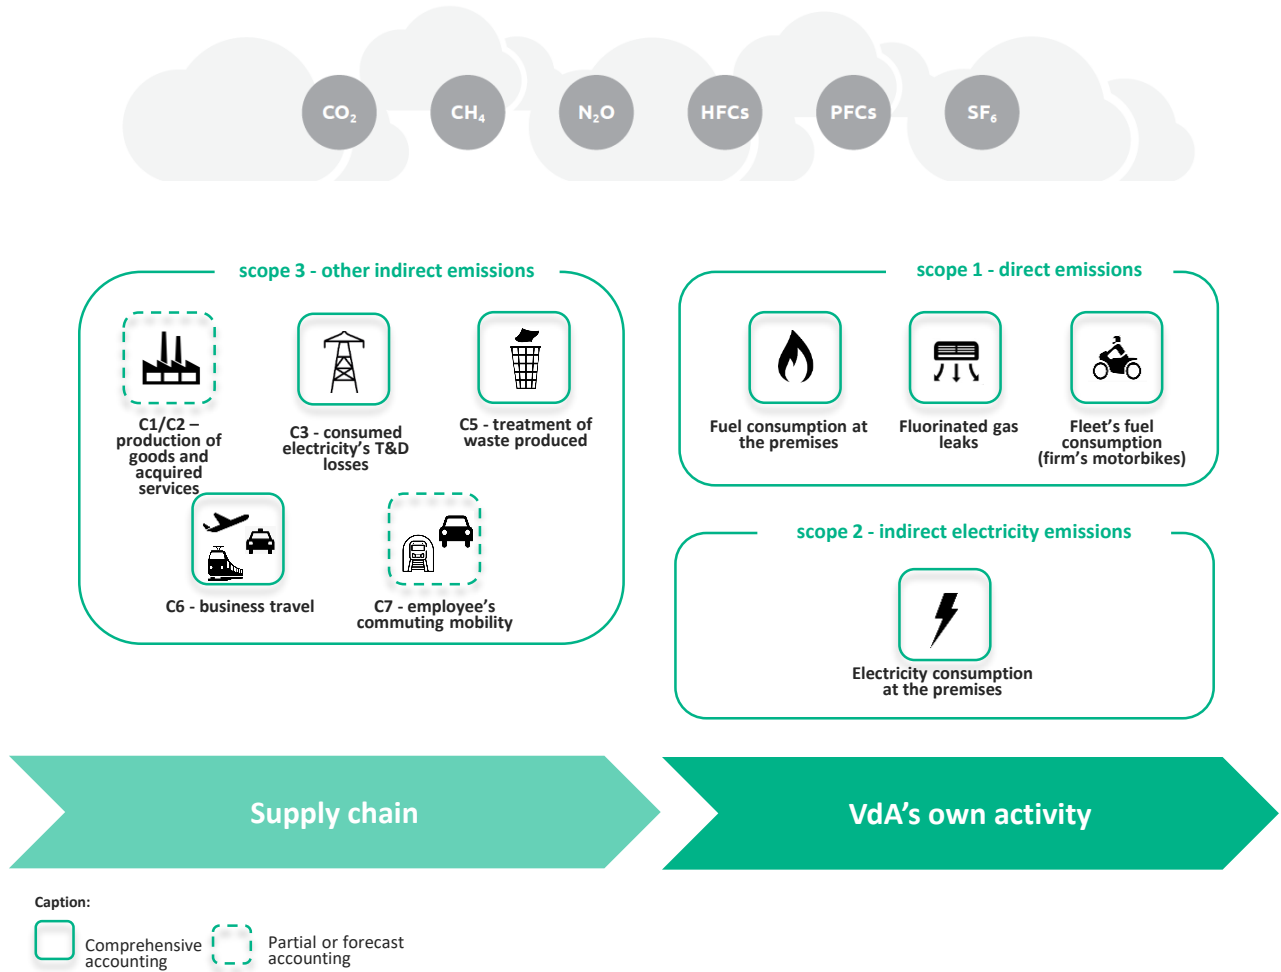 CO₂ CH₄ N₂O HFCs PFCs SF₆
scope 3 - other indirect emissions
C1/C2 –
production of
goods and
acquired
services
C3 - consumed
electricity's T&D
losses
C5 - treatment of
waste produced
C6 - business travel
C7 - employee's
commuting mobility
scope 1 - direct emissions
Fuel consumption at
the premises
Fluorinated gas
leaks
Fleet's fuel
consumption
(firm's motorbikes)
scope 2 - indirect electricity emissions
Electricity consumption
at the premises
Supply chain
VdA's own activity
Caption:
Comprehensive
accounting
Partial or forecast
accounting